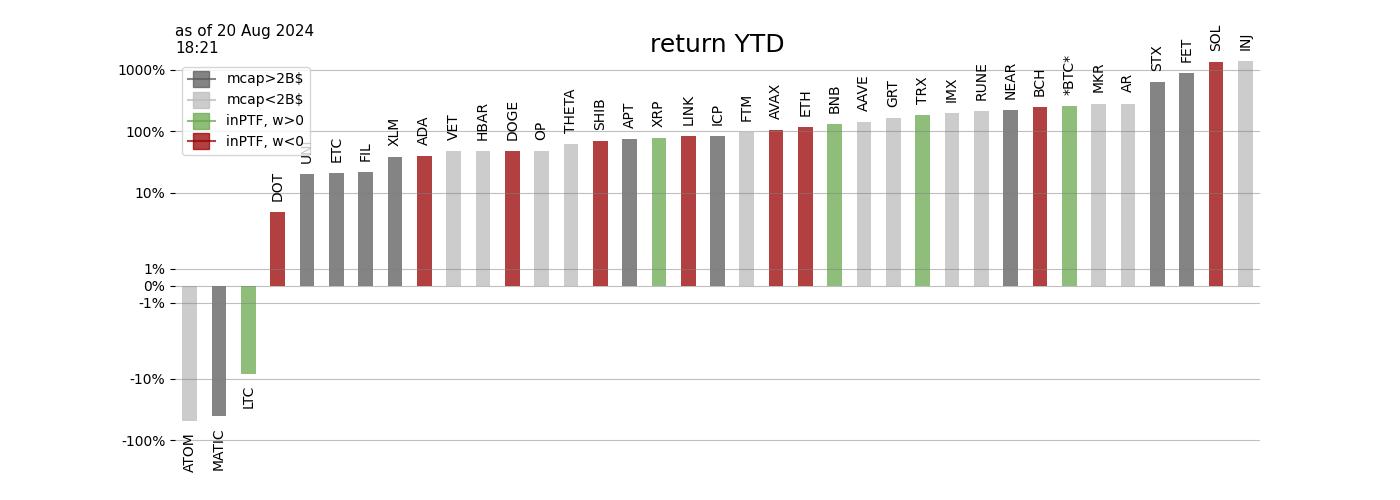 as of 20 Aug 2024
18:21
return YTD
mcap>2B$
mcap<2B$
inPTF, w>0
inPTF, w<0
1000%
100%
10%
1%
0%
-1%
-10%
-100%
ATOM
MATIC
LTC
DOT
UNI
ETC
FIL
XLM
ADA
VET
HBAR
DOGE
OP
THETA
SHIB
APT
XRP
LINK
ICP
FTM
AVAX
ETH
BNB
AAVE
GRT
TRX
IMX
RUNE
NEAR
BCH
*BTC*
MKR
AR
STX
FET
SOL
INJ